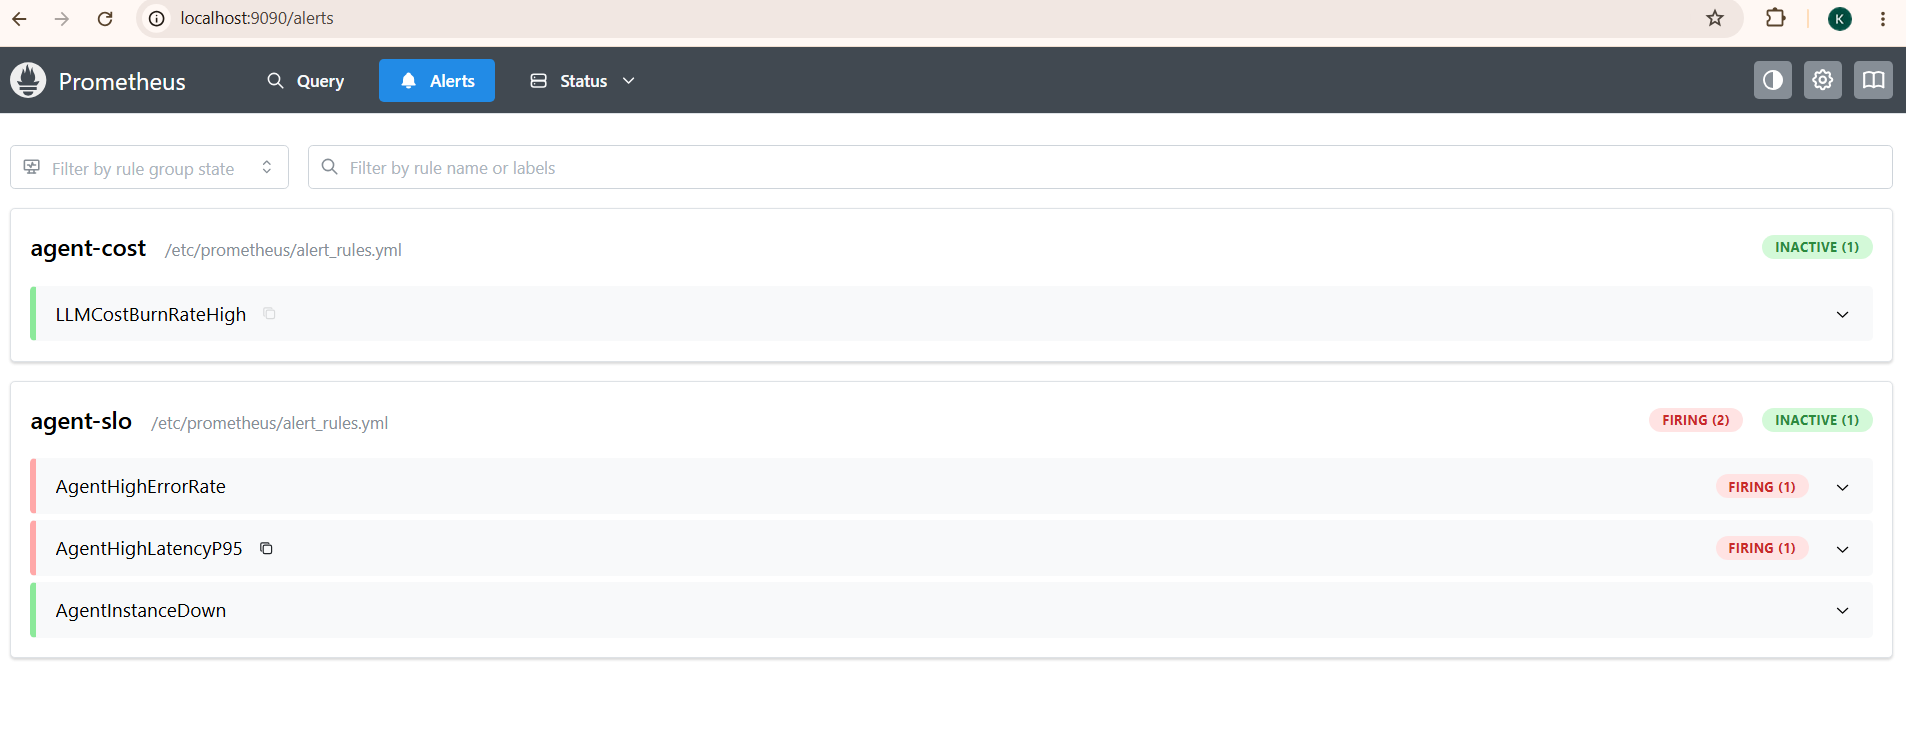 localhost:9090/alerts
K
Prometheus
Query
Alerts
Status
Filter by rule group state
Filter by rule name or labels
agent-cost /etc/prometheus/alert_rules.yml INACTIVE (1)
LLMCostBurnRateHigh
agent-slo /etc/prometheus/alert_rules.yml FIRING (2) INACTIVE (1)
AgentHighErrorRate FIRING (1)
AgentHighLatencyP95 FIRING (1)
AgentInstanceDown